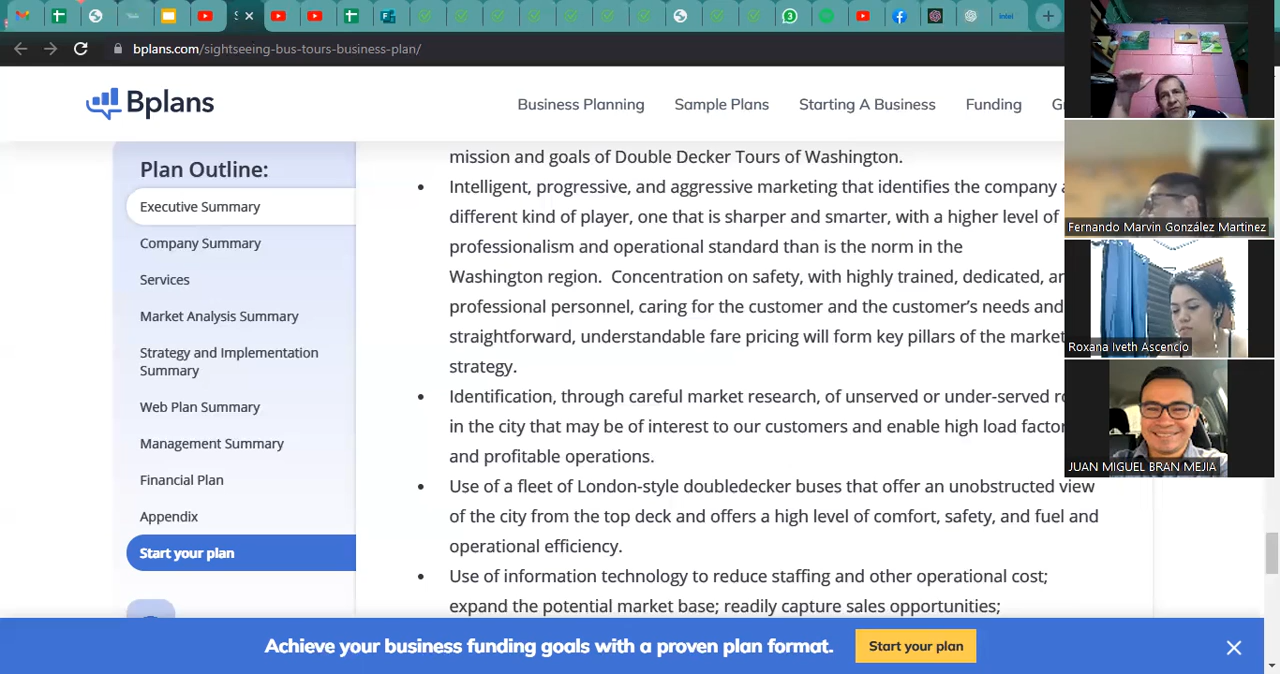 S
3
intel
bplans.com/sightseeing-bus-tours-business-plan/
Bplans
Business Planning
Sample Plans
Starting A Business
Funding
Plan Outline:
Executive Summary
Company Summary
Services
Market Analysis Summary
Strategy and Implementation
Summary
Web Plan Summary
Management Summary
Financial Plan
Appendix
Start your plan
mission and goals of Double Decker Tours of Washington.
Intelligent, progressive, and aggressive marketing that identifies the company
different kind of player, one that is sharper and smarter, with a higher level of
professionalism and operational standard than is the norm in the
Washington region. Concentration on safety, with highly trained, dedicated,
professional personnel, caring for the customer and the customer's needs and
straightforward, understandable fare pricing will form key pillars of the market
strategy.
Identification, through careful market research, of unserved or under-served
in the city that may be of interest to our customers and enable high load factor
and profitable operations.
Use of a fleet of London-style doubledecker buses that offer an unobstructed view
of the city from the top deck and offers a high level of comfort, safety, and fuel and
operational efficiency.
Use of information technology to reduce staffing and other operational cost;
expand the potential market base; readily capture sales opportunities;
Achieve your business funding goals with a proven plan format.
Start your plan
Fernando Marvin González Martinez
Roxana Iveth Ascencio
JUAN MIGUEL BRAN MEJIA